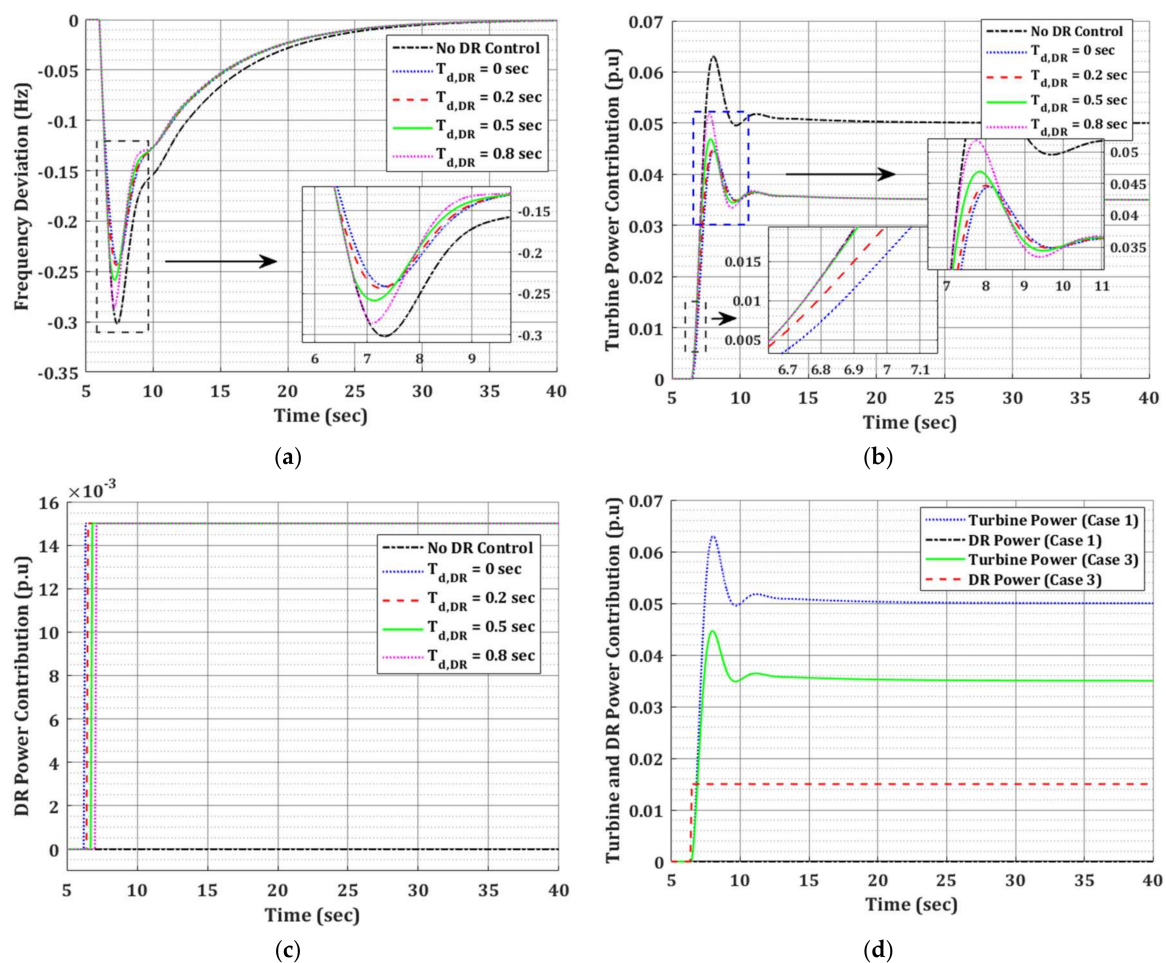 Frequency Deviation (Hz)
0
-0.05
-0.1
-0.15
-0.2
-0.25
-0.3
-0.35
5
10
15
20
25
30
35
40
Time (sec)
No DR Control
T_d,DR = 0 sec
T_d,DR = 0.2 sec
T_d,DR = 0.5 sec
T_d,DR = 0.8 sec
-0.15
-0.2
-0.25
-0.3
6
7
8
9
(a)
Turbine Power Contribution (p.u)
0.07
0.06
0.05
0.04
0.03
0.02
0.01
0
5
10
15
20
25
30
35
40
Time (sec)
No DR Control
T_d,DR = 0 sec
T_d,DR = 0.2 sec
T_d,DR = 0.5 sec
T_d,DR = 0.8 sec
0.05
0.045
0.04
0.035
7
8
9
10
11
0.015
0.01
0.005
6.7
6.8
6.9
7
7.1
(b)
×10^-3
DR Power Contribution (p.u)
16
14
12
10
8
6
4
2
0
5
10
15
20
25
30
35
40
Time (sec)
No DR Control
T_d,DR = 0 sec
T_d,DR = 0.2 sec
T_d,DR = 0.5 sec
T_d,DR = 0.8 sec
(c)
Turbine and DR Power Contribution (p.u)
0.07
0.06
0.05
0.04
0.03
0.02
0.01
0
5
10
15
20
25
30
35
40
Time (sec)
Turbine Power (Case 1)
DR Power (Case 1)
Turbine Power (Case 3)
DR Power (Case 3)
(d)